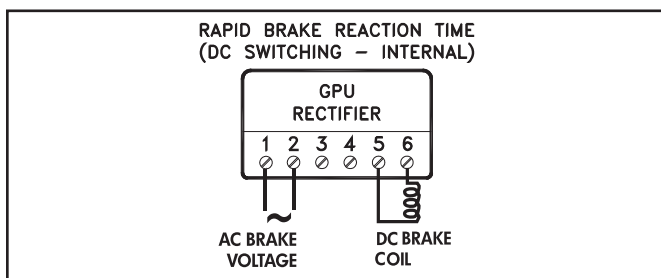 RAPID BRAKE REACTION TIME
(DC SWITCHING – INTERNAL)
GPU
RECTIFIER
1 2 3 4 5 6
AC BRAKE
VOLTAGE
DC BRAKE
COIL